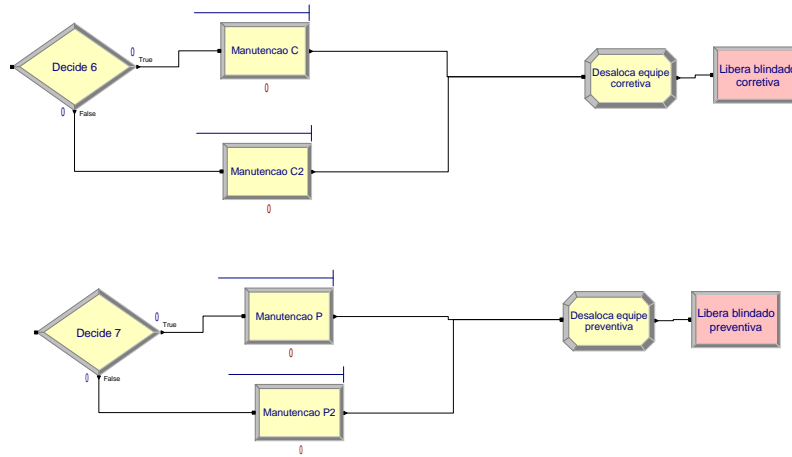 0
True
Decide 6
0
False
Manutencao C
0
Manutencao C2
0
Desaloca equipe
corretiva
Libera blindado
corretiva
0
True
Decide 7
0
False
Manutencao P
0
Manutencao P2
0
Desaloca equipe
preventiva
Libera blindado
preventiva